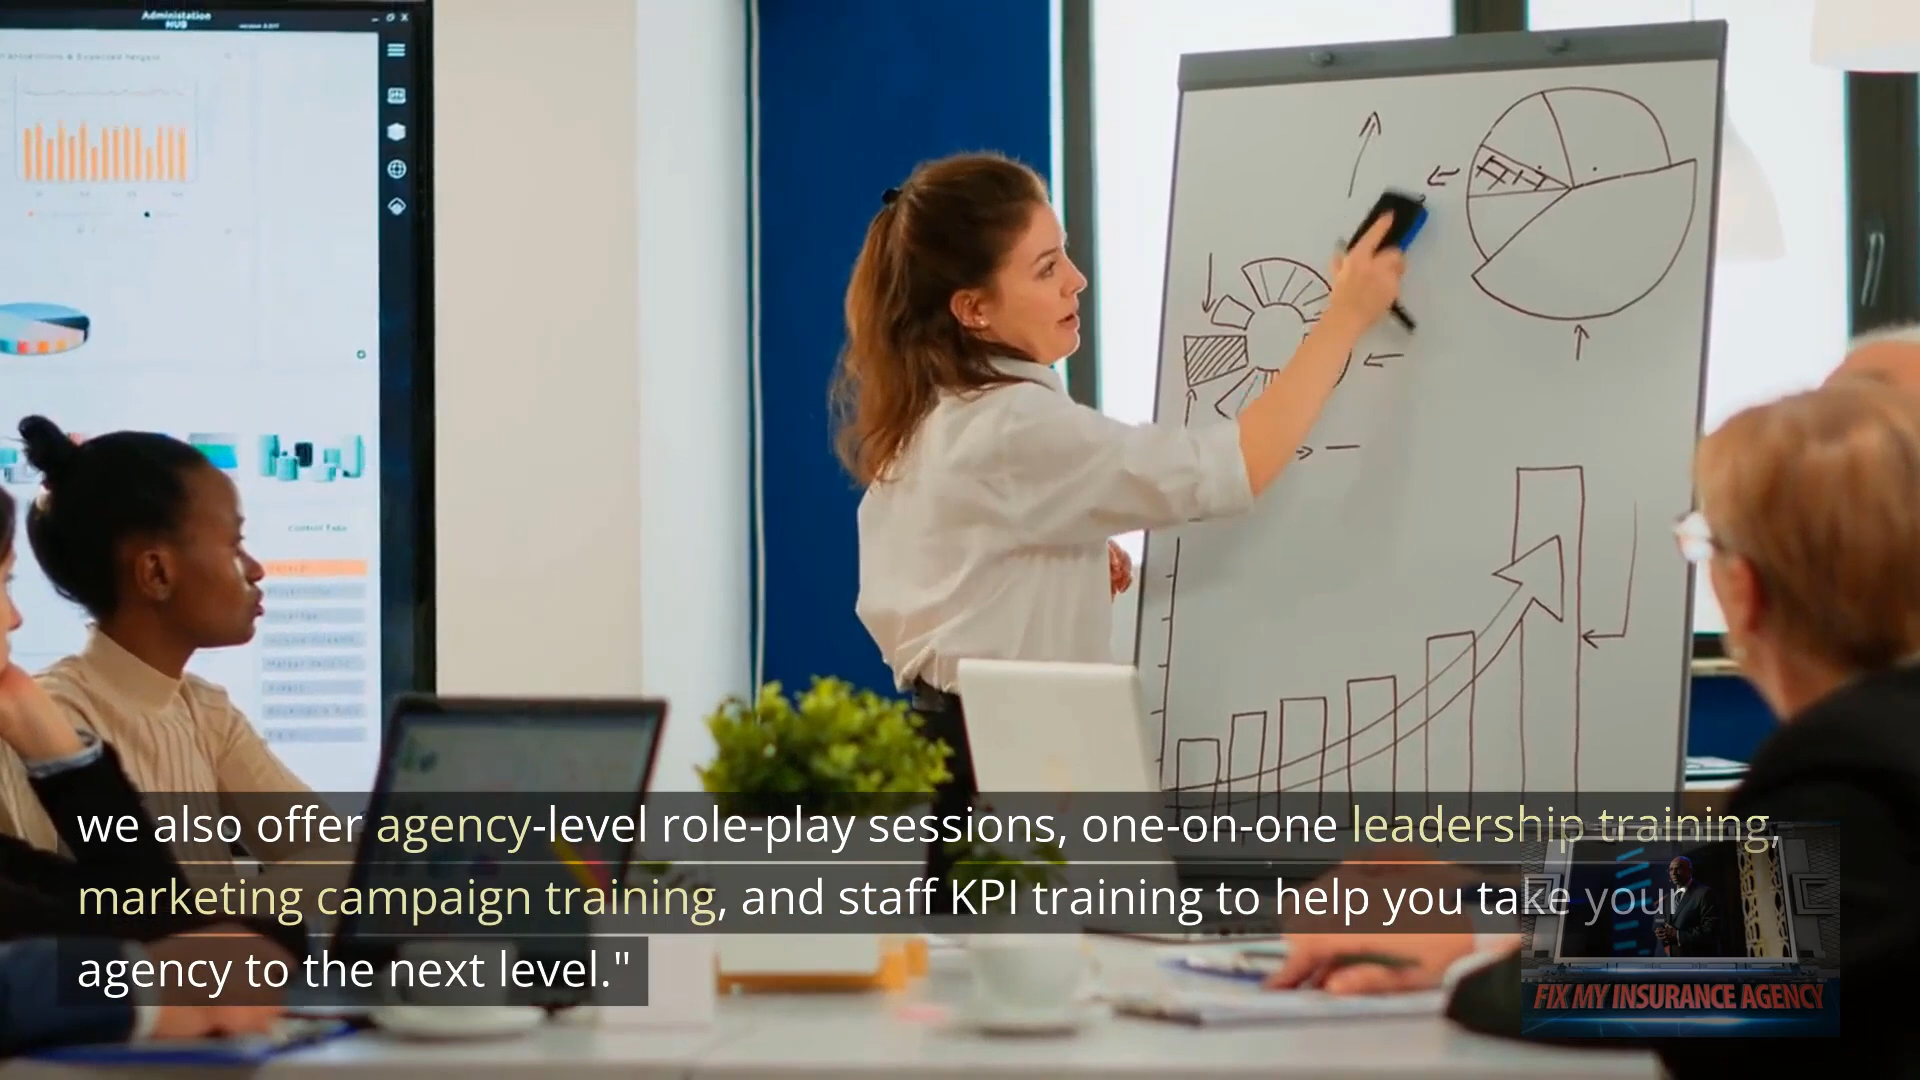 Administation
HUB
we also offer agency-level role-play sessions, one-on-one leadership training,
marketing campaign training, and staff KPI training to help you take your
agency to the next level."
FIX MY INSURANCE AGENCY